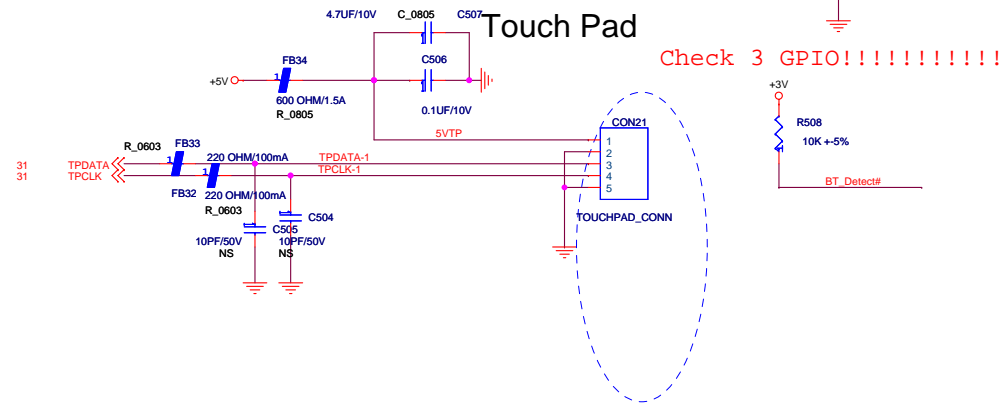 4.7UF/10V
C_0805
C507
Touch Pad
Check 3 GPIO!!!!!!!!!!!
FB34
C506
+5V
1
600 OHM/1.5A
R_0805
0.1UF/10V
+3V
R508
10K +-5%
1
BT_Detect#
CON21
5VTP
1
2
3
4
5
TOUCHPAD_CONN
R_0603
FB33
220 OHM/100mA
TPDATA-1
TPCLK-1
31
TPDATA
1
31
TPCLK
1
FB32
220 OHM/100mA
R_0603
C504
C505
10PF/50V
10PF/50V
NS
NS